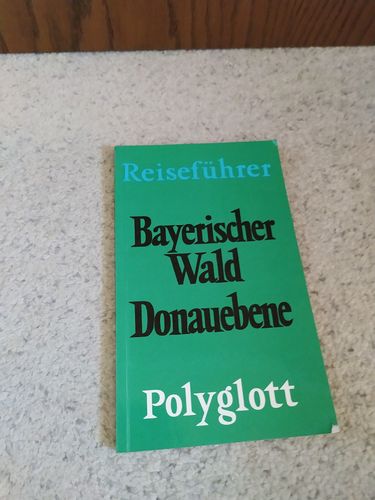 Reiseführer
Bayerischer
Wald
Donauebene
Polyglott